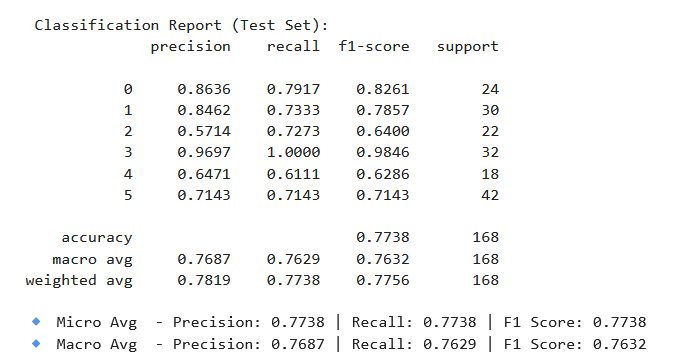 Classification Report (Test Set):
precision recall f1-score support
0 0.8636 0.7917 0.8261 24
1 0.8462 0.7333 0.7857 30
2 0.5714 0.7273 0.6400 22
3 0.9697 1.0000 0.9846 32
4 0.6471 0.6111 0.6286 18
5 0.7143 0.7143 0.7143 42
accuracy 0.7738 168
macro avg 0.7687 0.7629 0.7632 168
weighted avg 0.7819 0.7738 0.7756 168
🔹 Micro Avg - Precision: 0.7738 | Recall: 0.7738 | F1 Score: 0.7738
🔹 Macro Avg - Precision: 0.7687 | Recall: 0.7629 | F1 Score: 0.7632